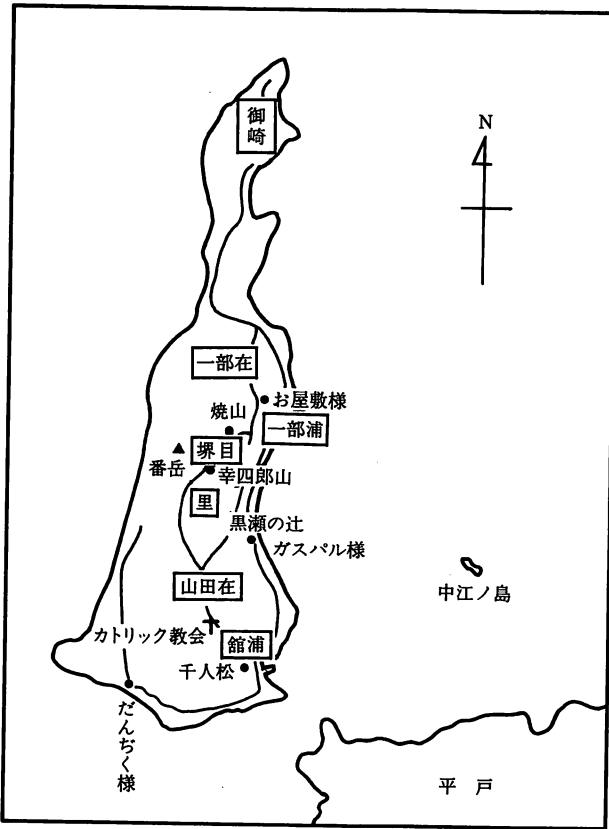 御崎
N
一部在
お屋敷様
焼山
一部浦
堺目
番岳
幸四郎山
里
黒瀬の辻
ガスパル様
中江ノ島
山田在
カトリック教会
舘浦
千人松
だんぢく様
平戸